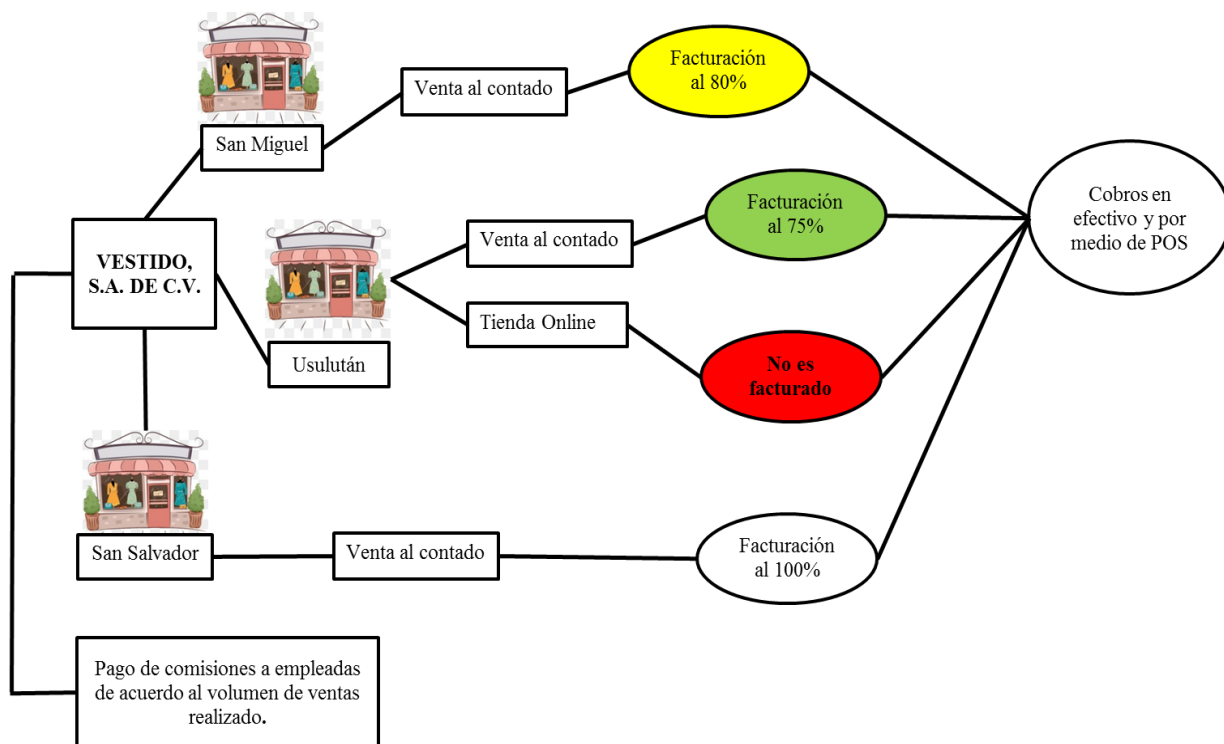 Facturación
al 80%
Venta al contado
San Miguel
Cobros en
efectivo y por
medio de POS
Facturación
al 75%
Venta al contado
VESTIDO,
S.A. DE C.V.
Tienda Online
Usulután
No es
facturado
San Salvador
Venta al contado
Facturación
al 100%
Pago de comisiones a empleadas
de acuerdo al volumen de ventas
realizado.